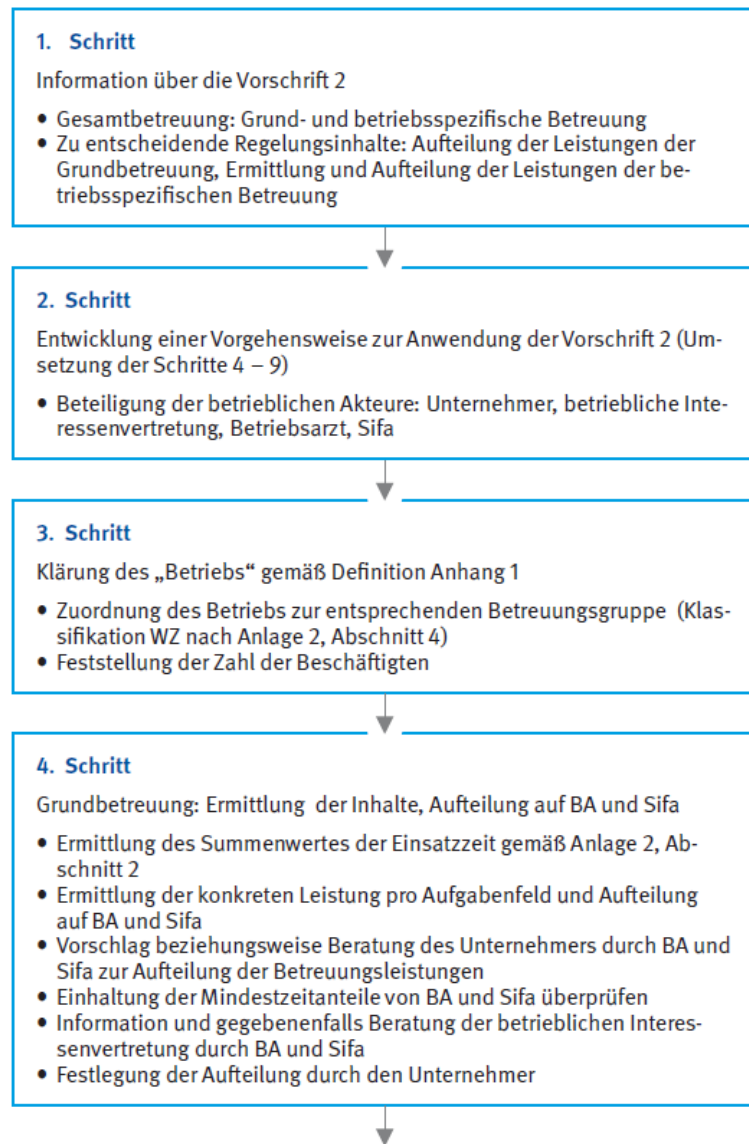 1. Schritt
Information über die Vorschrift 2
• Gesamtbetreuung: Grund- und betriebsspezifische Betreuung
• Zu entscheidende Regelungsinhalte: Aufteilung der Leistungen der
Grundbetreuung, Ermittlung und Aufteilung der Leistungen der be-
triebsspezifischen Betreuung
2. Schritt
Entwicklung einer Vorgehensweise zur Anwendung der Vorschrift 2 (Um-
setzung der Schritte 4 – 9)
• Beteiligung der betrieblichen Akteure: Unternehmer, betriebliche Inte-
ressenvertretung, Betriebsarzt, Sifa
3. Schritt
Klärung des „Betriebs“ gemäß Definition Anhang 1
• Zuordnung des Betriebs zur entsprechenden Betreuungsgruppe (Klas-
sifikation WZ nach Anlage 2, Abschnitt 4)
• Feststellung der Zahl der Beschäftigten
4. Schritt
Grundbetreuung: Ermittlung der Inhalte, Aufteilung auf BA und Sifa
• Ermittlung des Summenwertes der Einsatzzeit gemäß Anlage 2, Ab-
schnitt 2
• Ermittlung der konkreten Leistung pro Aufgabenfeld und Aufteilung
auf BA und Sifa
• Vorschlag beziehungsweise Beratung des Unternehmers durch BA und
Sifa zur Aufteilung der Betreuungsleistungen
• Einhaltung der Mindestzeitanteile von BA und Sifa überprüfen
• Information und gegebenenfalls Beratung der betrieblichen Interes-
senvertretung durch BA und Sifa
• Festlegung der Aufteilung durch den Unternehmer